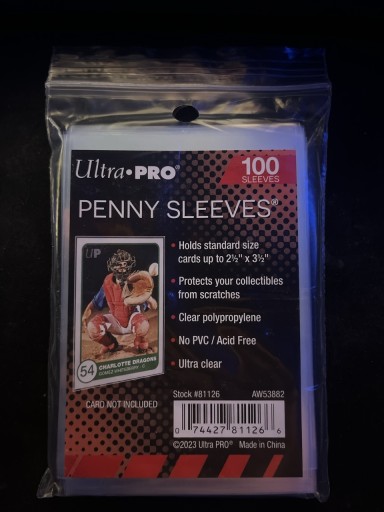 Ultra•PRO
100
SLEEVES
PENNY SLEEVES®
• Holds standard size
cards up to 2½" x 3½"
• Protects your collectibles
from scratches
• Clear polypropylene
• No PVC / Acid Free
• Ultra clear
UP
54
CHARLOTTE DRAGONS
CARD NOT INCLUDED
Stock #81126
AW53882
0 74427 81126 6
©2023 Ultra PRO® Made in China